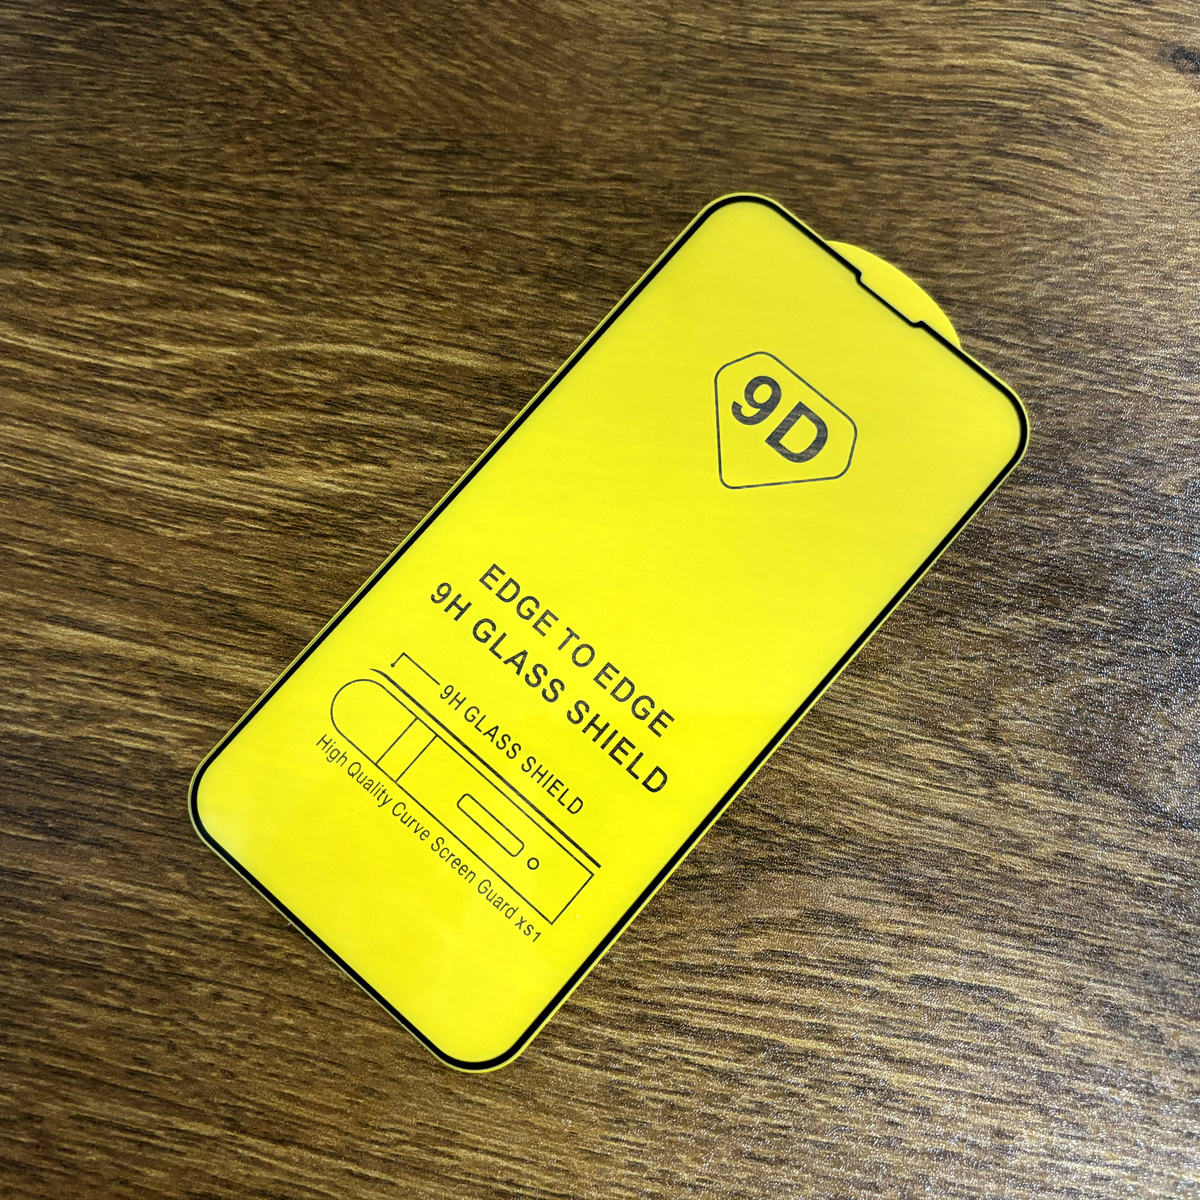 9D
EDGE TO EDGE
9H GLASS SHIELD
9H GLASS SHIELD
High Quality Curve Screen Guard xs1